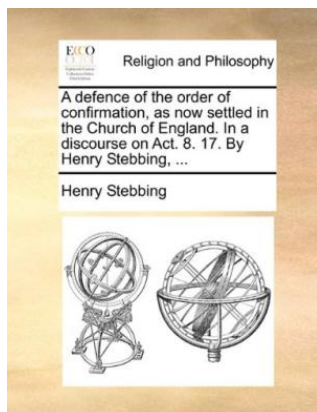 ECCO
Religion and Philosophy
A defence of the order of
confirmation, as now settled in
the Church of England. In a
discourse on Act. 8. 17. By
Henry Stebbing, ...
Henry Stebbing